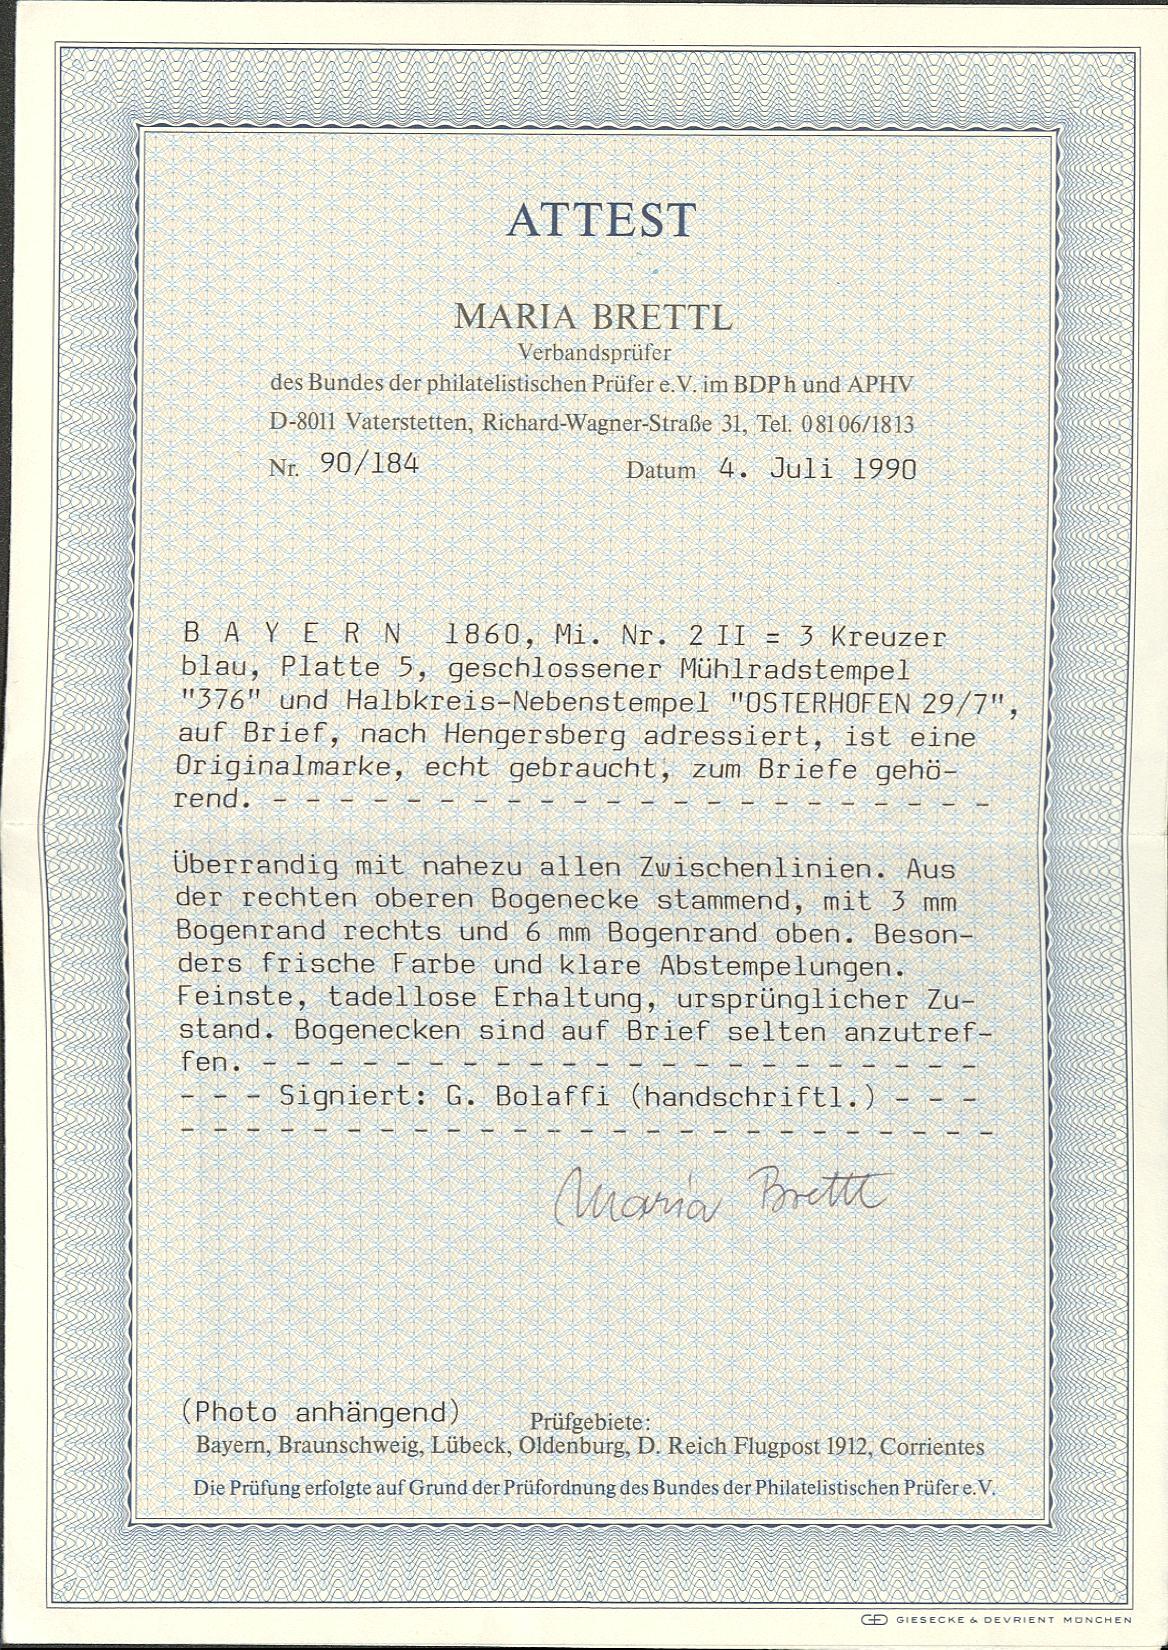 ATTEST
MARIA BRETTL
Verbandsprüfer
des Bundes der philatelistischen Prüfer e.V. im BDPh und APHV
D-8011 Vaterstetten, Richard-Wagner-Straße 31, Tel. 08106/1813
Nr. 90/184 Datum 4. Juli 1990
B A Y E R N 1860, Mi. Nr. 2 II = 3 Kreuzer
blau, Platte 5, geschlossener Mühlradstempel
"376" und Halbkreis-Nebenstempel "OSTERHOFEN 29/7",
auf Brief, nach Hengersberg adressiert, ist eine
Originalmarke, echt gebraucht, zum Briefe gehö-
rend. - - - - - - - - - - - - - - - - - - - - - -
Überrandig mit nahezu allen Zwischenlinien. Aus
der rechten oberen Bogenecke stammend, mit 3 mm
Bogenrand rechts und 6 mm Bogenrand oben. Beson-
ders frische Farbe und klare Abstempelungen.
Feinste, tadellose Erhaltung, ursprünglicher Zu-
stand. Bogenecken sind auf Brief selten anzutref-
fen. - - - - - - - - - - - - - - - - - - - - - -
- - - Signiert: G. Bolaffi (handschriftl.) - - -
- - - - - - - - - - - - - - - - - - - - - - - - -
Maria Brettl
(Photo anhängend) Prüfgebiete:
Bayern, Braunschweig, Lübeck, Oldenburg, D. Reich Flugpost 1912, Corrientes
Die Prüfung erfolgte auf Grund der Prüfordnung des Bundes der Philatelistischen Prüfer e.V.
GIESECKE & DEVRIENT MÜNCHEN